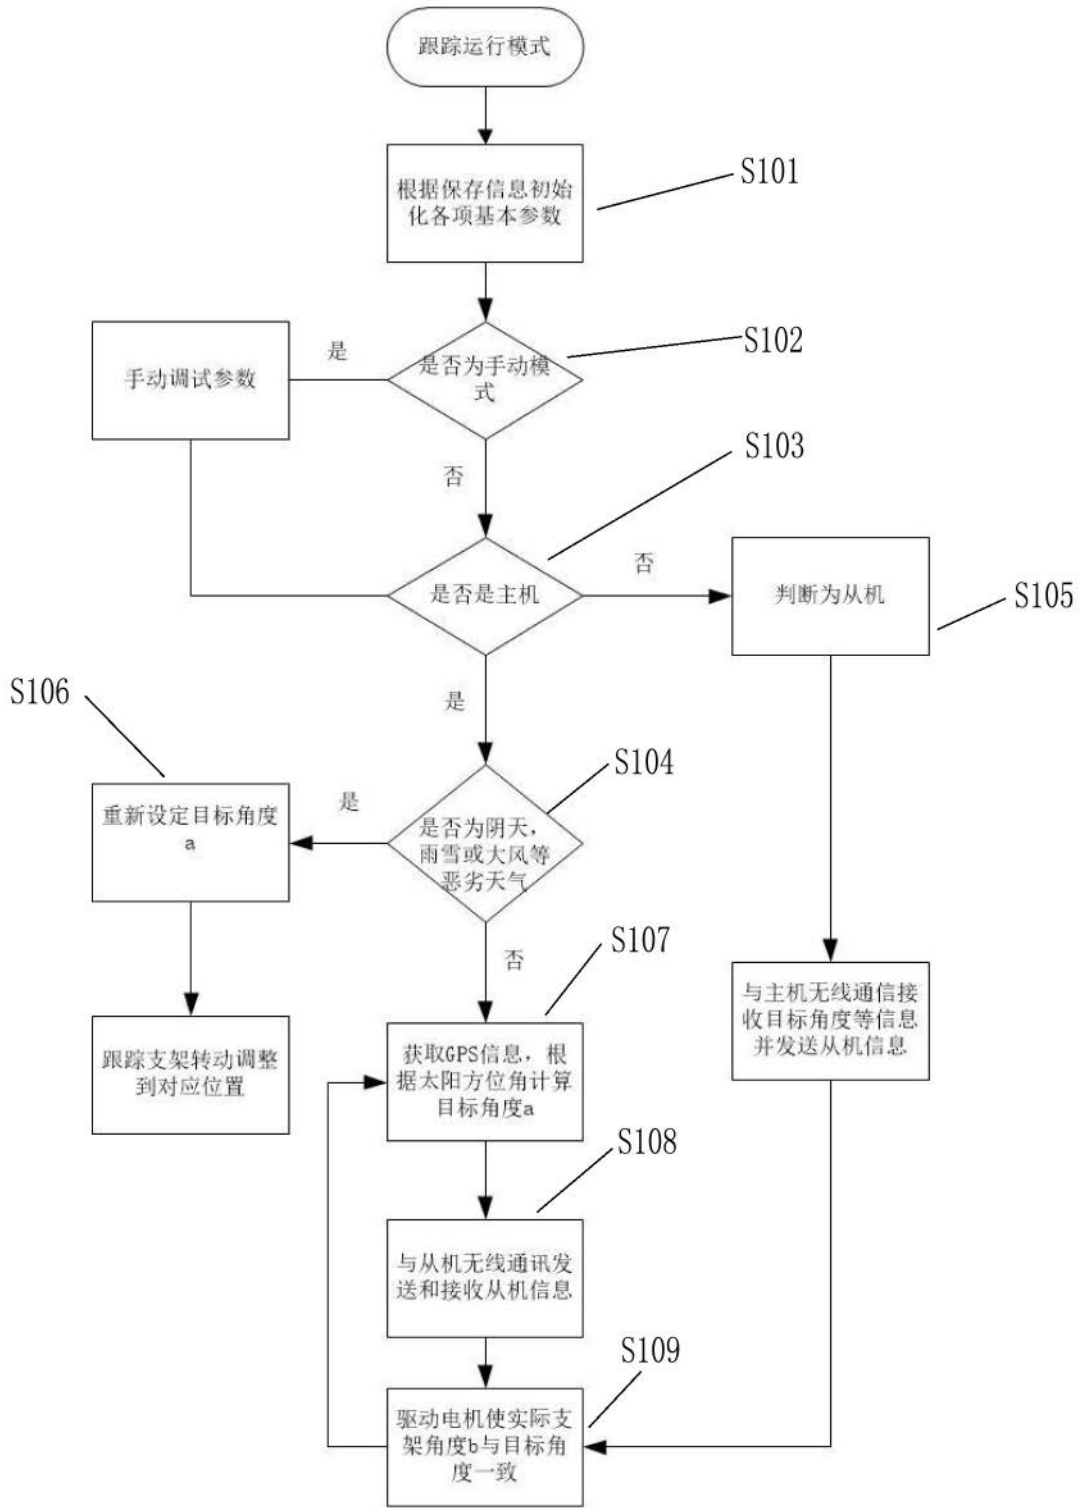 跟踪运行模式
根据保存信息初始
化各项基本参数
S101
是否为手动模
式
S102
是
手动调试参数
否
S103
是否是主机
否
判断为从机
S105
是
S106
S104
重新设定目标角度
a
是
是否为阴天，
雨雪或大风等
恶劣天气
否
S107
与主机无线通信接
收目标角度等信息
并发送从机信息
跟踪支架转动调整
到对应位置
获取GPS信息，根
据太阳方位角计算
目标角度a
S108
与从机无线通讯发
送和接收从机信息
S109
驱动电机使实际支
架角度b与目标角
度一致